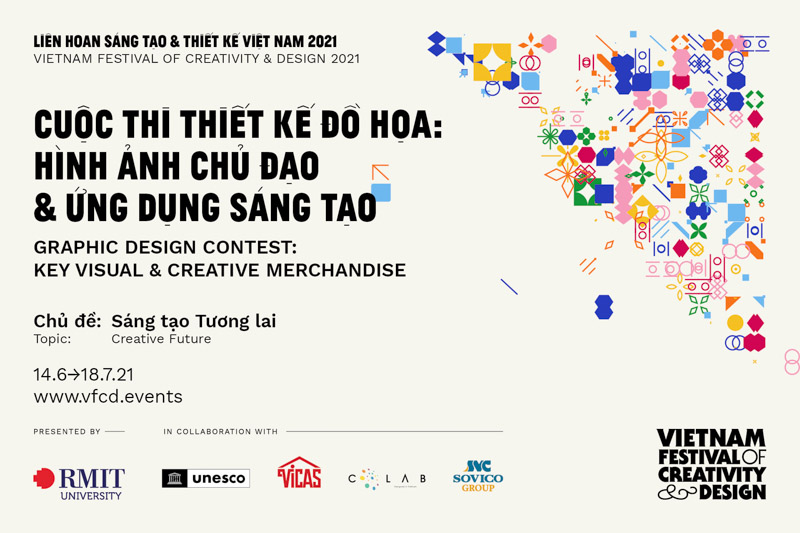 LIÊN HOAN SÁNG TẠO & THIẾT KẾ VIỆT NAM 2021
VIETNAM FESTIVAL OF CREATIVITY & DESIGN 2021
CUỘC THI THIẾT KẾ ĐỒ HỌA:
HÌNH ẢNH CHỦ ĐẠO
& ỨNG DỤNG SÁNG TẠO
GRAPHIC DESIGN CONTEST:
KEY VISUAL & CREATIVE MERCHANDISE
Chủ đề: Sáng tạo Tương lai
Topic: Creative Future
14.6→18.7.21
www.vfcd.events
PRESENTED BY
IN COLLABORATION WITH
RMIT
UNIVERSITY
unesco
VICAS
COLAB
SVC
SOVICO
GROUP
VIETNAM
FESTIVAL OF
CREATIVITY
& DESIGN